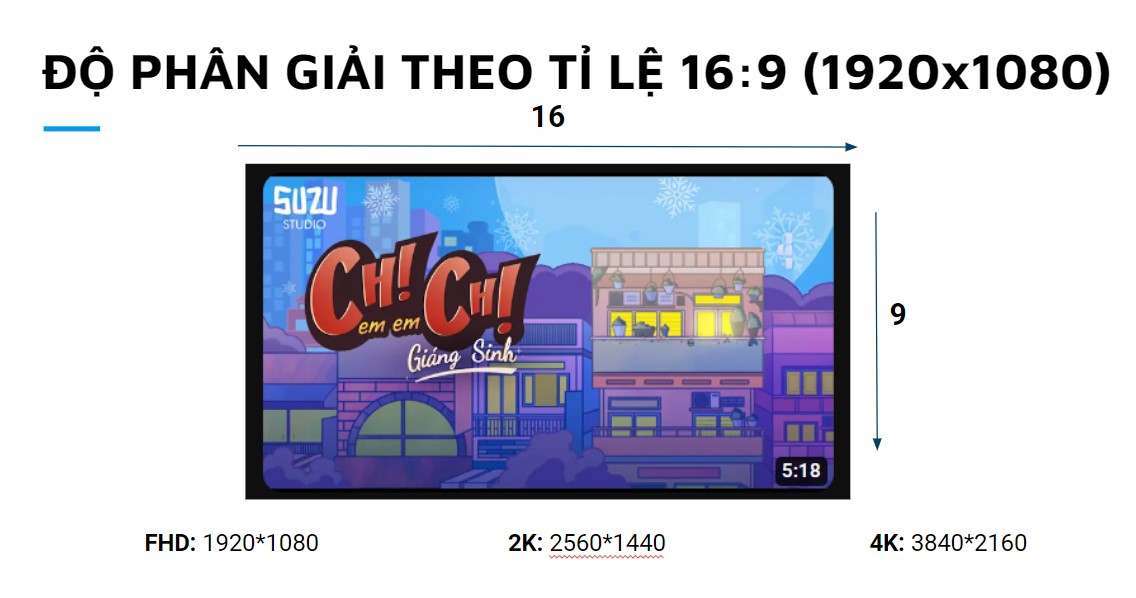 ĐỘ PHÂN GIẢI THEO TỈ LỆ 16:9 (1920x1080)
16
SUZU
STUDIO
CH! CH!
em em
Giáng Sinh
9
5:18
FHD: 1920*1080
2K: 2560*1440
4K: 3840*2160